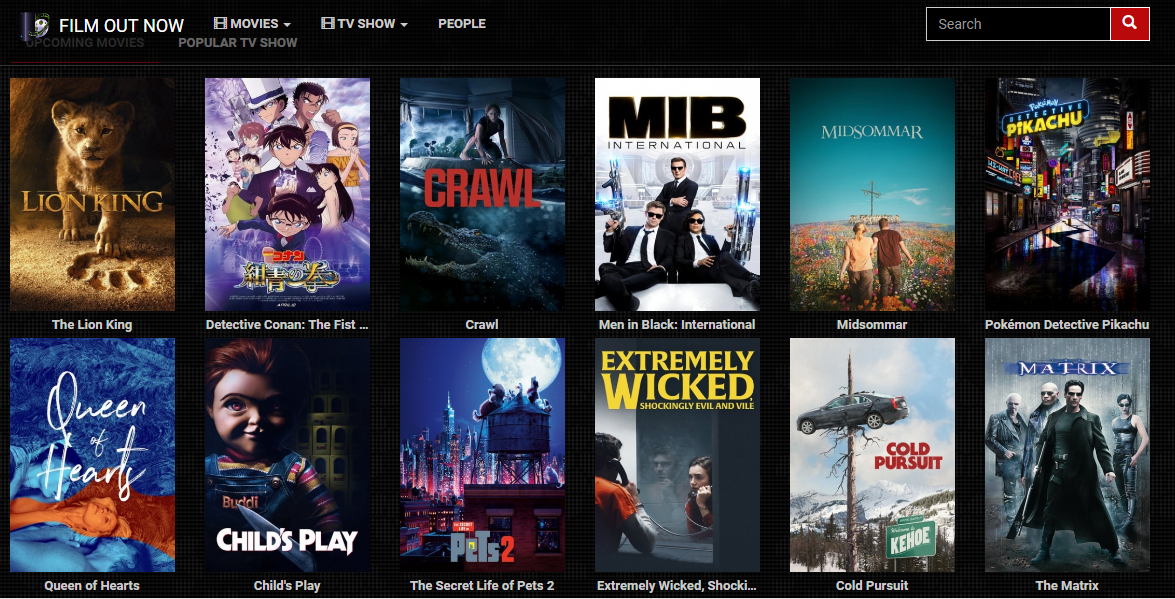 FILM OUT NOW
MOVIES
TV SHOW
PEOPLE
Search
UPCOMING MOVIES
POPULAR TV SHOW
THE
LION KING
紺青の拳
APRIL 12
CRAWL
MIB
INTERNATIONAL
MIDSOMMAR
Pokémon
DETECTIVE
PIKACHU
The Lion King
Detective Conan: The Fist ...
Crawl
Men in Black: International
Midsommar
Pokémon Detective Pikachu
Queen
of
Hearts
Buddi
CHILD'S PLAY
THE SECRET
LIFE OF
PETS 2
EXTREMELY
WICKED,
SHOCKINGLY EVIL AND VILE
COLD
PURSUIT
Welcome to
KEHOE
MATRIX
Queen of Hearts
Child's Play
The Secret Life of Pets 2
Extremely Wicked, Shocki...
Cold Pursuit
The Matrix